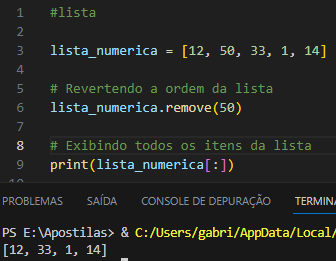 1 #lista
2
3 lista_numerica = [12, 50, 33, 1, 14]
4
5 # Revertendo a ordem da lista
6 lista_numerica.remove(50)
7
8 # Exibindo todos os itens da lista
9 print(lista_numerica[:])
PROBLEMAS SAÍDA CONSOLE DE DEPURAÇÃO
PS E:\Apostilas> & C:/Users/gabri/AppData/Local/
[12, 33, 1, 14]